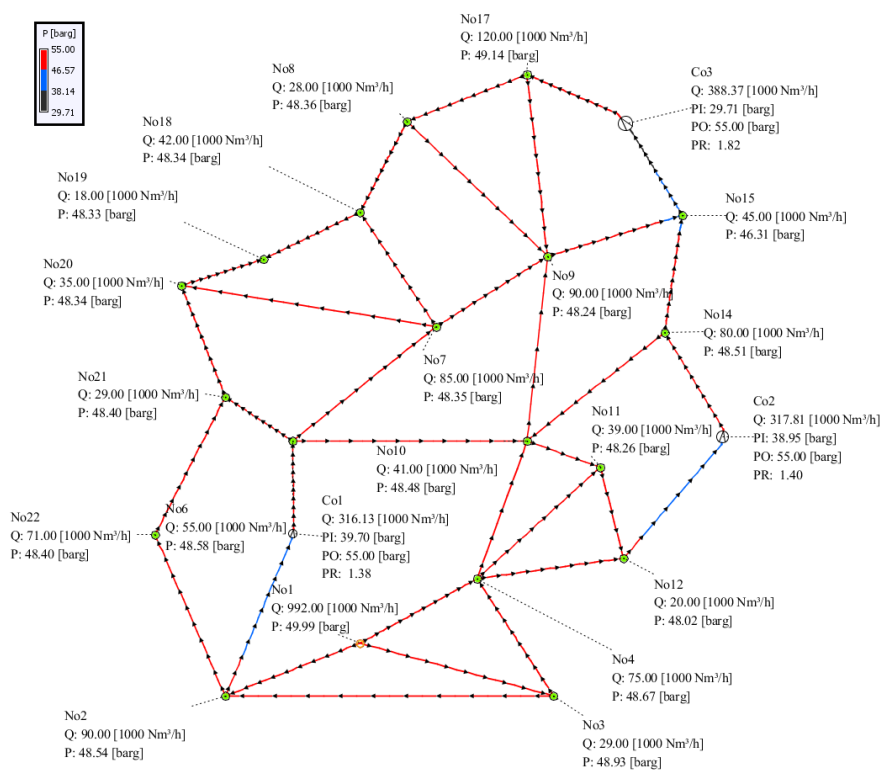 P [barg]
55.00
46.57
38.14
29.71
No17
Q: 120.00 [1000 Nm³/h]
P: 49.14 [barg]
No8
Q: 28.00 [1000 Nm³/h]
P: 48.36 [barg]
Co3
Q: 388.37 [1000 Nm³/h]
PI: 29.71 [barg]
PO: 55.00 [barg]
PR: 1.82
No18
Q: 42.00 [1000 Nm³/h]
P: 48.34 [barg]
No19
Q: 18.00 [1000 Nm³/h]
P: 48.33 [barg]
No15
Q: 45.00 [1000 Nm³/h]
P: 46.31 [barg]
No20
Q: 35.00 [1000 Nm³/h]
P: 48.34 [barg]
No9
Q: 90.00 [1000 Nm³/h]
P: 48.24 [barg]
No14
Q: 80.00 [1000 Nm³/h]
P: 48.51 [barg]
No7
Q: 85.00 [1000 Nm³/h]
P: 48.35 [barg]
No21
Q: 29.00 [1000 Nm³/h]
P: 48.40 [barg]
Co2
Q: 317.81 [1000 Nm³/h]
PI: 38.95 [barg]
PO: 55.00 [barg]
PR: 1.40
No11
Q: 39.00 [1000 Nm³/h]
P: 48.26 [barg]
No10
Q: 41.00 [1000 Nm³/h]
P: 48.48 [barg]
No22
Q: 71.00 [1000 Nm³/h]
P: 48.40 [barg]
No6
Q: 55.00 [1000 Nm³/h]
P: 48.58 [barg]
Co1
Q: 316.13 [1000 Nm³/h]
PI: 39.70 [barg]
PO: 55.00 [barg]
PR: 1.38
No1
Q: 992.00 [1000 Nm³/h]
P: 49.99 [barg]
No12
Q: 20.00 [1000 Nm³/h]
P: 48.02 [barg]
No4
Q: 75.00 [1000 Nm³/h]
P: 48.67 [barg]
No2
Q: 90.00 [1000 Nm³/h]
P: 48.54 [barg]
No3
Q: 29.00 [1000 Nm³/h]
P: 48.93 [barg]